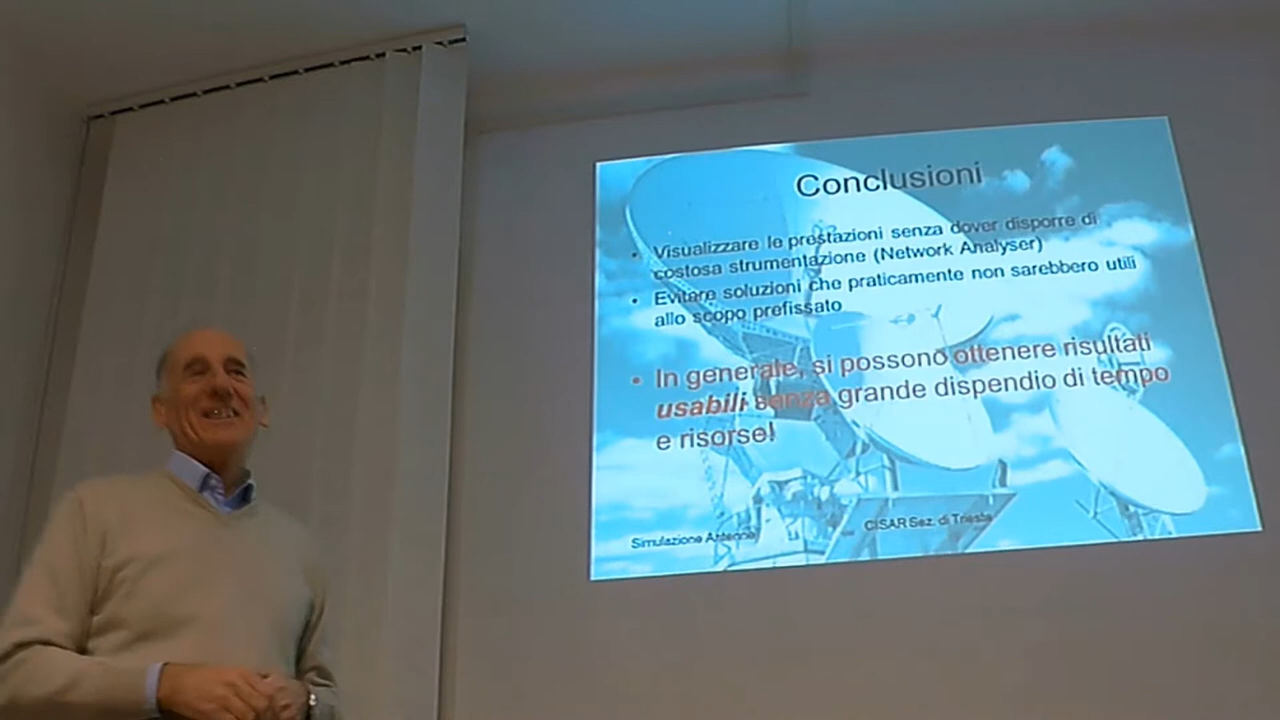 Conclusioni
• Visualizzare le prestazioni senza dover disporre di
costosa strumentazione (Network Analyser)
• Evitare soluzioni che praticamente non sarebbero utili
allo scopo prefissato
• In generale, si possono ottenere risultati
usabili senza grande dispendio di tempo
e risorse!
Simulazione Antenne
CISAR Sez. di Trieste